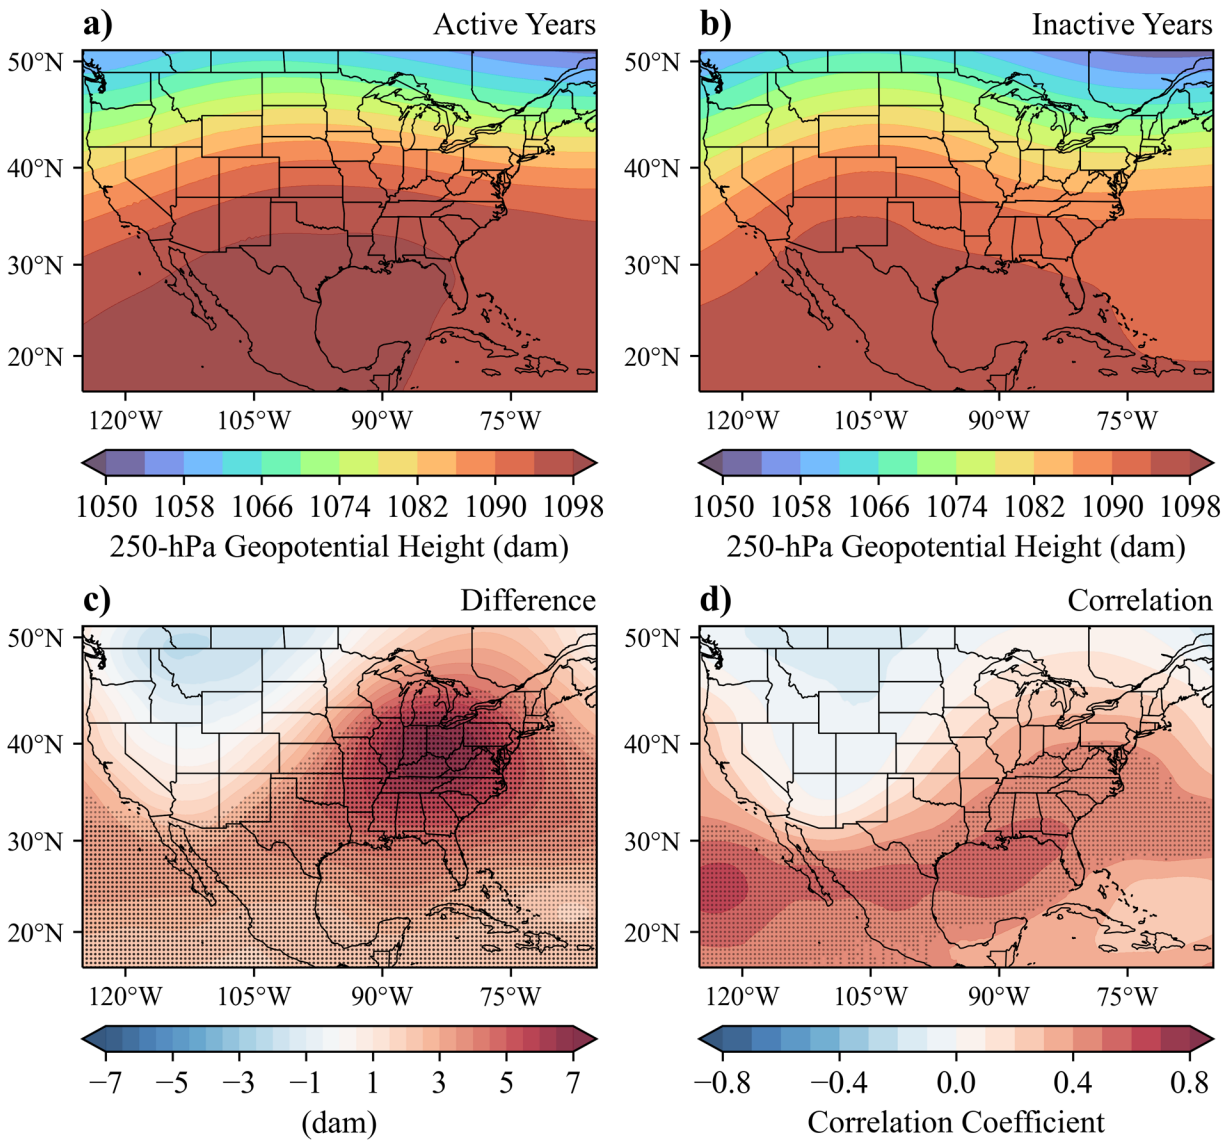 a) Active Years
b) Inactive Years
50°N
40°N
30°N
20°N
120°W 105°W 90°W 75°W
50°N
40°N
30°N
20°N
120°W 105°W 90°W 75°W
1050 1058 1066 1074 1082 1090 1098
250-hPa Geopotential Height (dam)
1050 1058 1066 1074 1082 1090 1098
250-hPa Geopotential Height (dam)
c) Difference
d) Correlation
50°N
40°N
30°N
20°N
120°W 105°W 90°W 75°W
50°N
40°N
30°N
20°N
120°W 105°W 90°W 75°W
−7 −5 −3 −1 1 3 5 7
(dam)
−0.8 −0.4 0.0 0.4 0.8
Correlation Coefficient